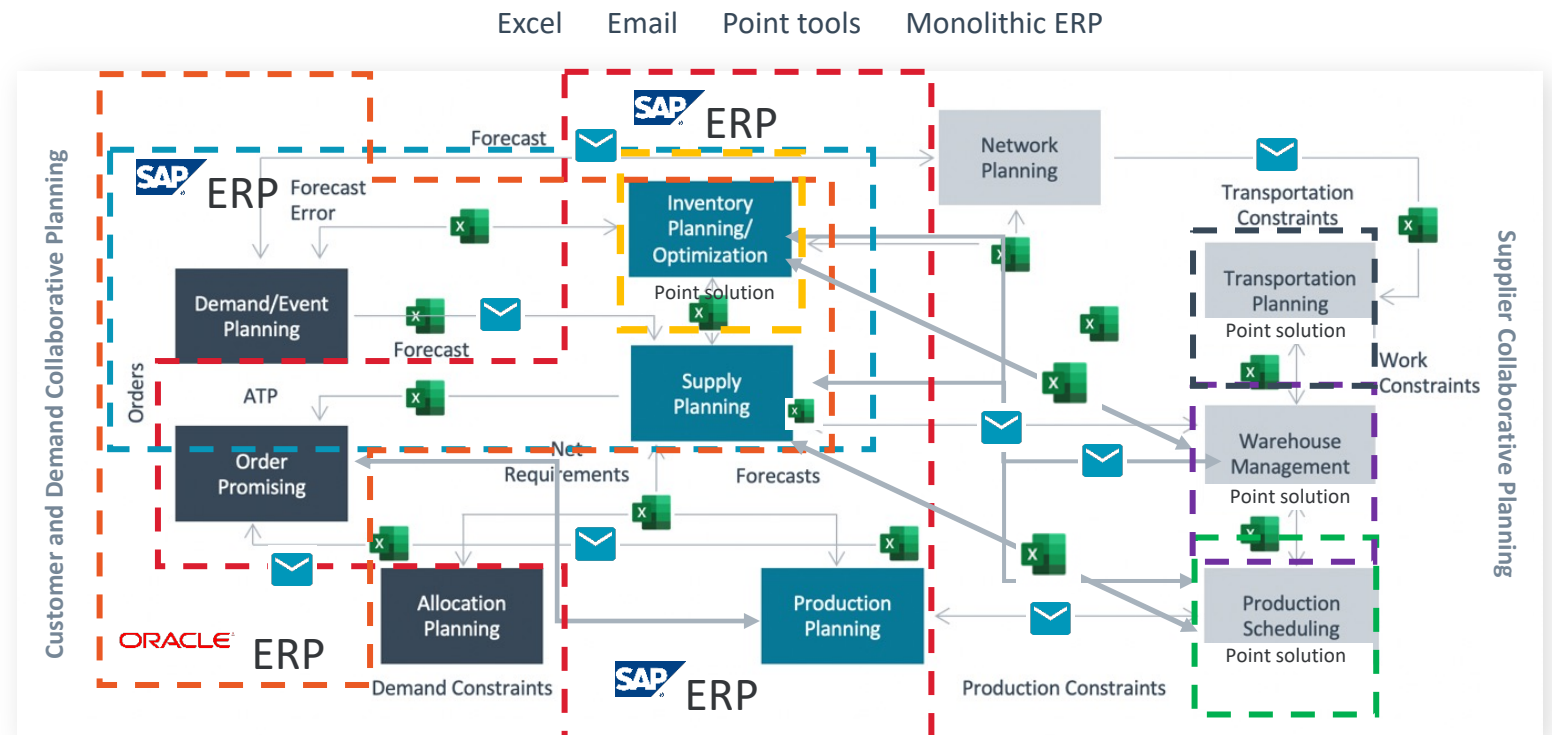 Excel Email Point tools Monolithic ERP
Customer and Demand Collaborative Planning
Supplier Collaborative Planning
SAP
ERP
Forecast
SAP
ERP
Forecast
Error
Network
Planning
Transportation
Constraints
Inventory
Planning/
Optimization
Point solution
Demand/Event
Planning
Forecast
Transportation
Planning
Point solution
Work
Constraints
Orders
ATP
Supply
Planning
Order
Promising
Net
Requirements
Forecasts
Warehouse
Management
Point solution
Allocation
Planning
Production
Planning
Production
Scheduling
Point solution
ORACLE
ERP
Demand Constraints
SAP
ERP
Production Constraints